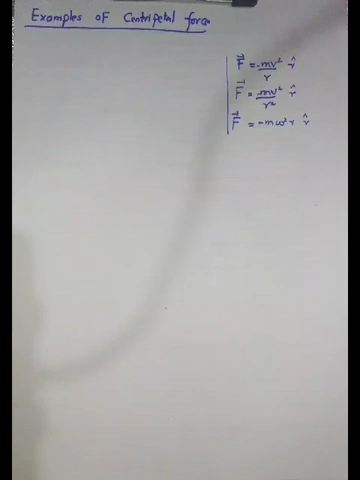 Examples of Centripetal force
F⃗ = -mv²/r r̂
F⃗ = -mv²/r² r̂
F⃗ = -mω²r r̂